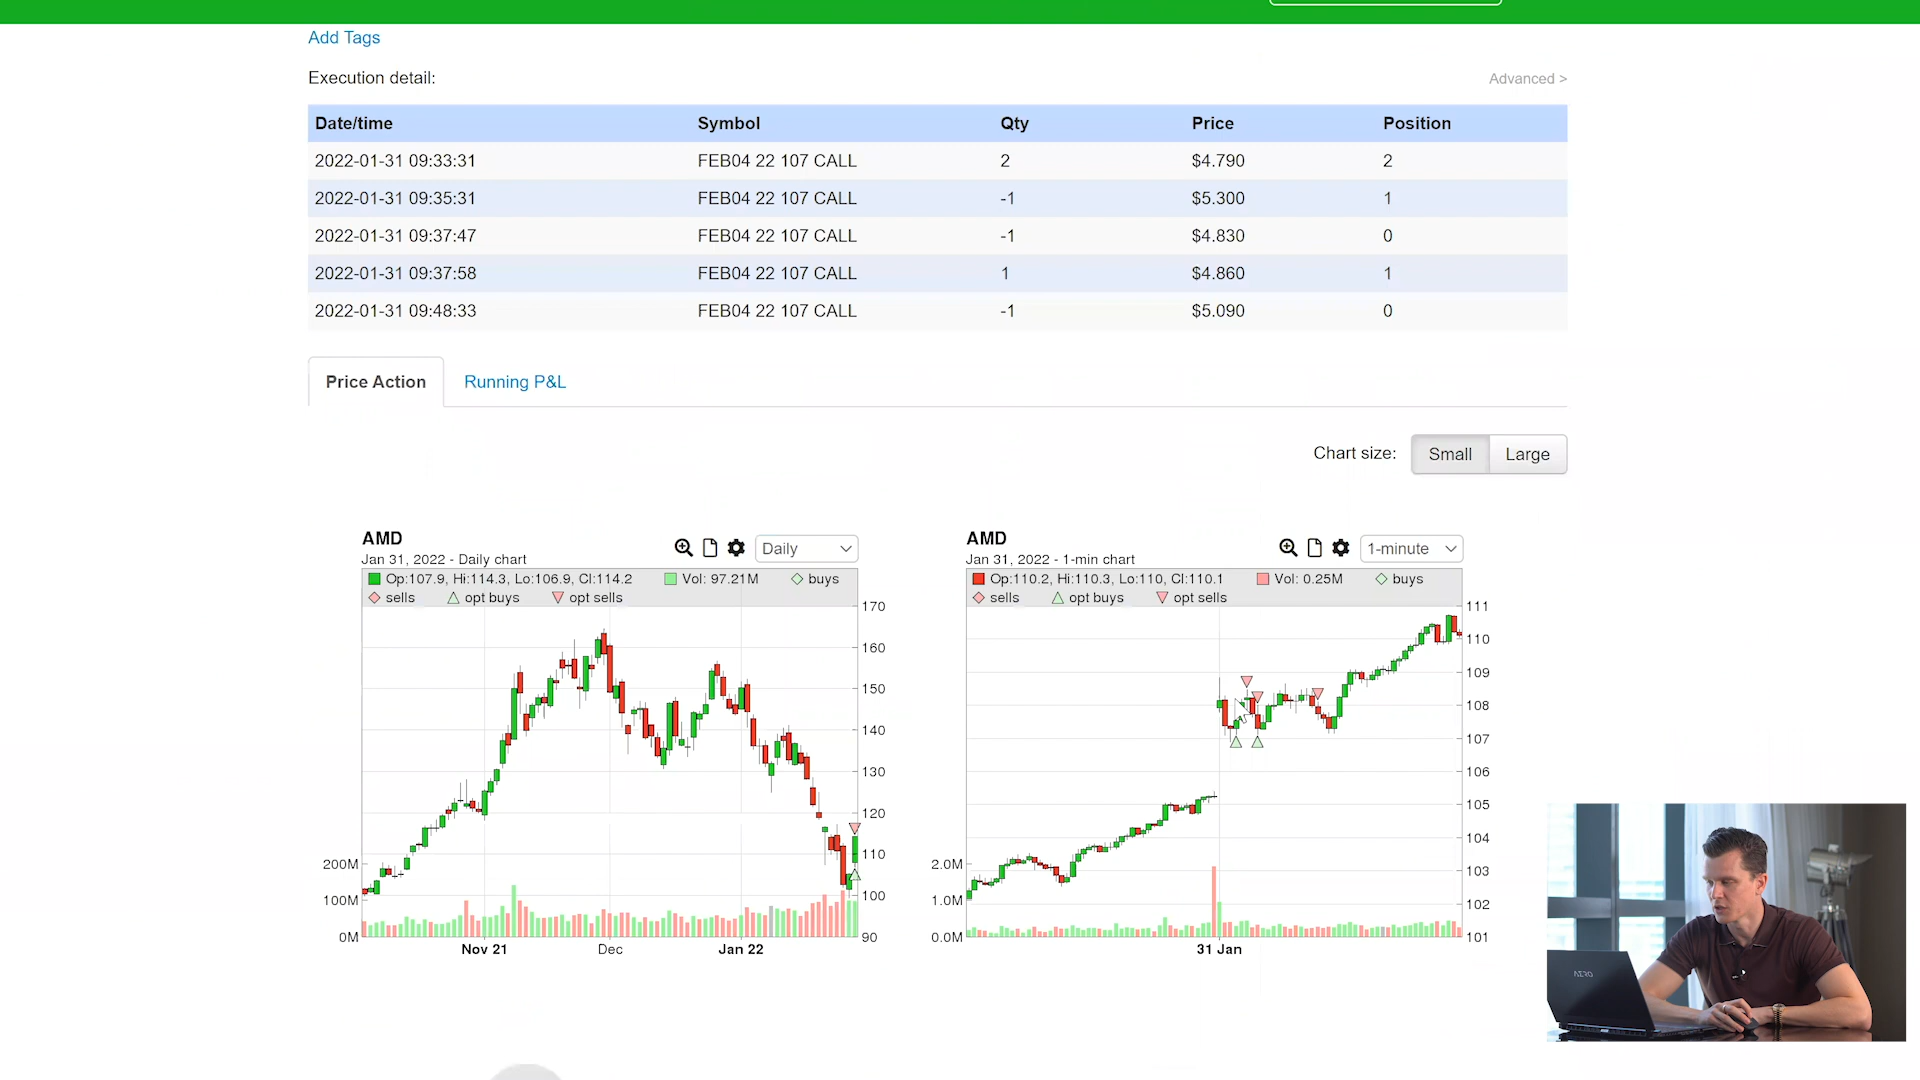 Add Tags
Execution detail:
Advanced >
Date/time Symbol Qty Price Position
2022-01-31 09:33:31 FEB04 22 107 CALL 2 $4.790 2
2022-01-31 09:35:31 FEB04 22 107 CALL -1 $5.300 1
2022-01-31 09:37:47 FEB04 22 107 CALL -1 $4.830 0
2022-01-31 09:37:58 FEB04 22 107 CALL 1 $4.860 1
2022-01-31 09:48:33 FEB04 22 107 CALL -1 $5.090 0
Price Action Running P&L
Chart size: Small Large
AMD
Jan 31, 2022 - Daily chart
Daily
Op:107.9, Hi:114.3, Lo:106.9, Cl:114.2 Vol: 97.21M buys
sells opt buys opt sells
170
160
150
140
130
120
110
100
90
200M
100M
0M
Nov 21 Dec Jan 22
AMD
Jan 31, 2022 - 1-min chart
1-minute
Op:110.2, Hi:110.3, Lo:110, Cl:110.1 Vol: 0.25M buys
sells opt buys opt sells
111
110
109
108
107
106
105
104
103
102
101
2.0M
1.0M
0.0M
31 Jan
AERO